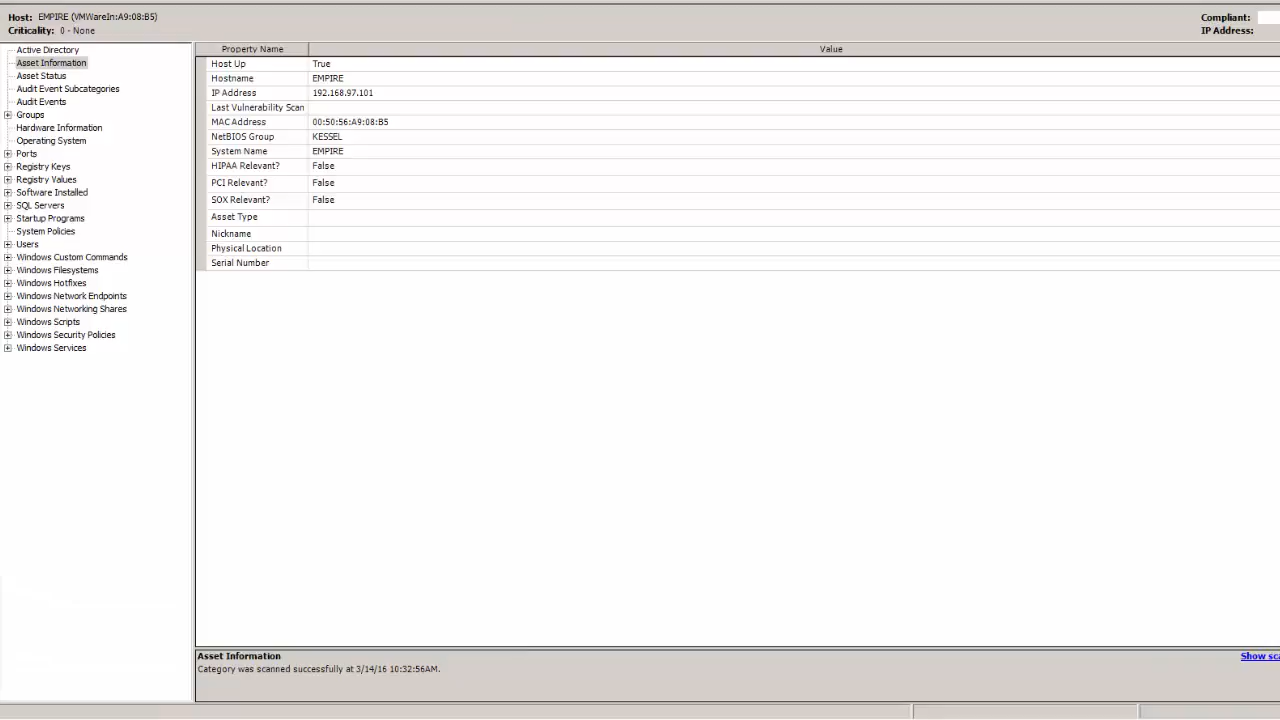 Host: EMPIRE (VMWareIn:A9:08:B5)
Compliant:
Criticality: 0 - None
IP Address:
Active Directory
Asset Information
Asset Status
Audit Event Subcategories
Audit Events
Groups
Hardware Information
Operating System
Ports
Registry Keys
Registry Values
Software Installed
SQL Servers
Startup Programs
System Policies
Users
Windows Custom Commands
Windows Filesystems
Windows Hotfixes
Windows Network Endpoints
Windows Networking Shares
Windows Scripts
Windows Security Policies
Windows Services
Property Name Value
Host Up True
Hostname EMPIRE
IP Address 192.168.97.101
Last Vulnerability Scan
MAC Address 00:50:56:A9:08:B5
NetBIOS Group KESSEL
System Name EMPIRE
HIPAA Relevant? False
PCI Relevant? False
SOX Relevant? False
Asset Type
Nickname
Physical Location
Serial Number
Asset Information
Show sca
Category was scanned successfully at 3/14/16 10:32:56AM.